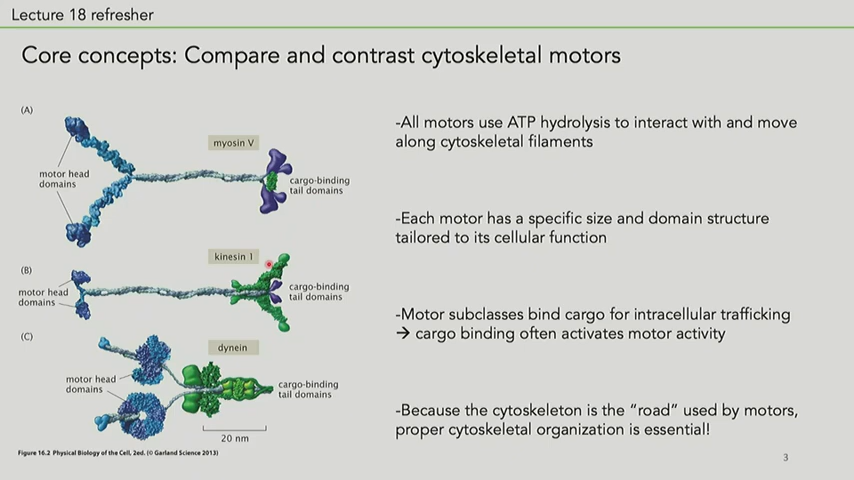 Lecture 18 refresher
Core concepts: Compare and contrast cytoskeletal motors
(A)
myosin V
motor head
domains
cargo-binding
tail domains
(B)
kinesin 1
motor head
domains
cargo-binding
tail domains
(C)
dynein
motor head
domains
cargo-binding
tail domains
20 nm
Figure 16.2 Physical Biology of the Cell, 2ed. (© Garland Science 2013)
-All motors use ATP hydrolysis to interact with and move
along cytoskeletal filaments
-Each motor has a specific size and domain structure
tailored to its cellular function
-Motor subclasses bind cargo for intracellular trafficking
→ cargo binding often activates motor activity
-Because the cytoskeleton is the “road” used by motors,
proper cytoskeletal organization is essential!
3